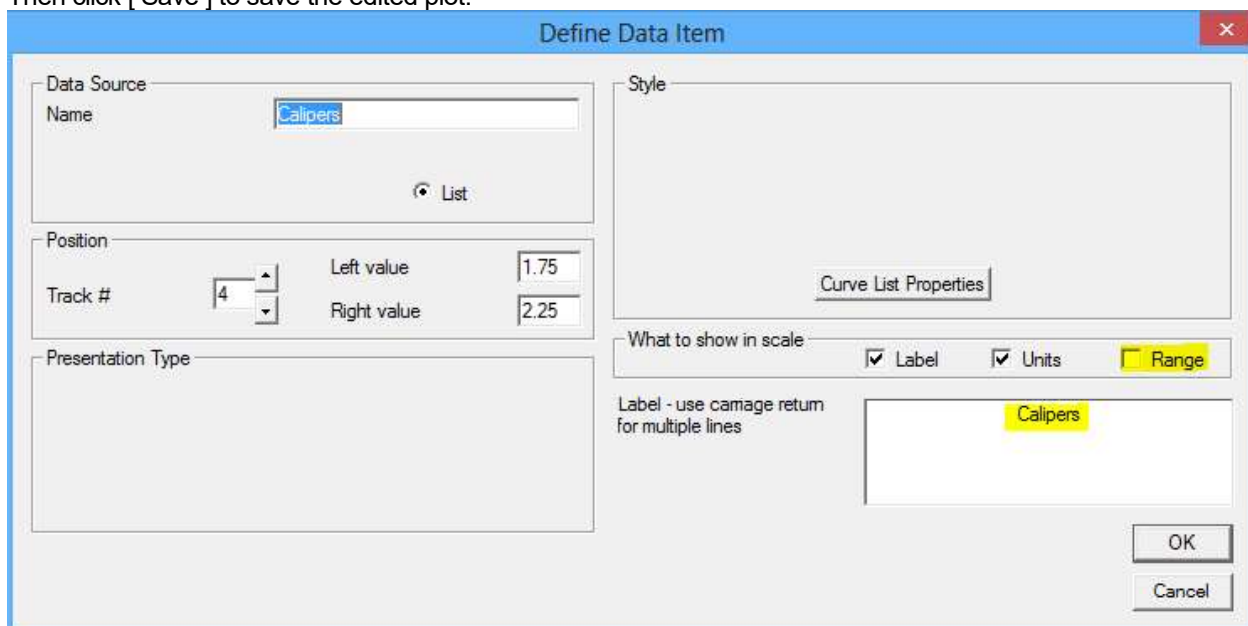 Then click [ Save ] to save the edited plot.
Define Data Item
Data Source
Name
Calipers
List
Position
Track #
4
Left value
1.75
Right value
2.25
Presentation Type
Style
Curve List Properties
What to show in scale
Label
Units
Range
Label - use carriage return
for multiple lines
Calipers
OK
Cancel